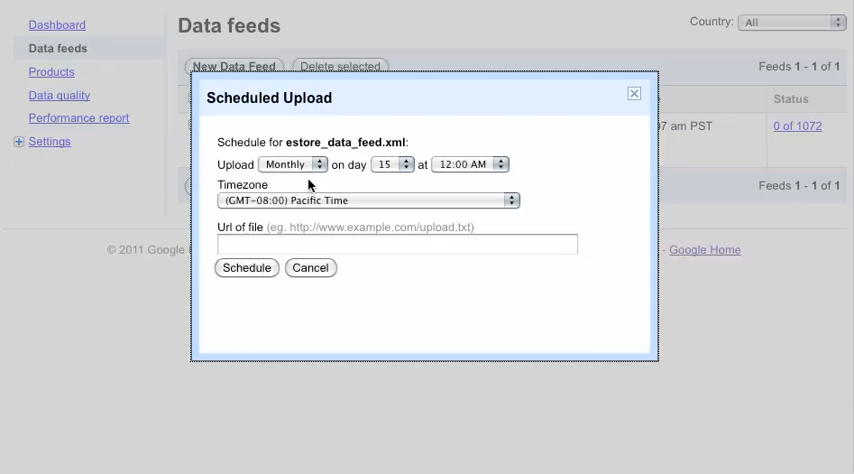 Dashboard
Data feeds
Products
Data quality
Performance report
Settings
Data feeds
Country: All
New Data Feed Delete selected Feeds 1 - 1 of 1
Status
7 am PST 0 of 1072
Feeds 1 - 1 of 1
© 2011 Google - Google Home
Scheduled Upload
Schedule for estore_data_feed.xml:
Upload Monthly on day 15 at 12:00 AM
Timezone
(GMT-08:00) Pacific Time
Url of file (eg. http://www.example.com/upload.txt)
Schedule Cancel